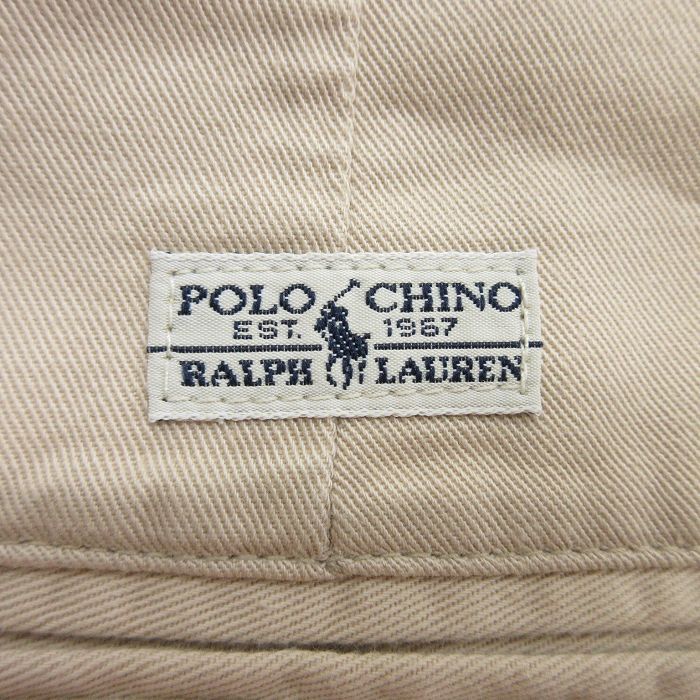 POLO CHINO
EST. 1967
RALPH LAUREN